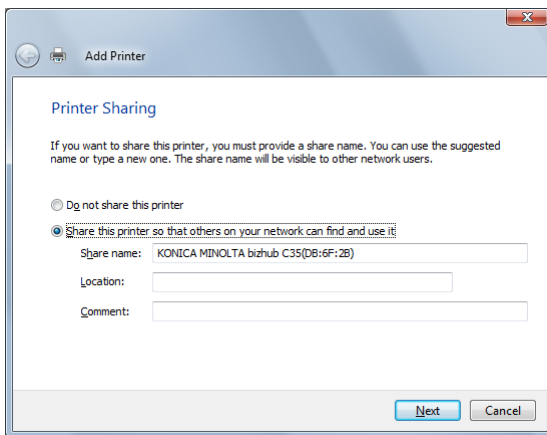 Add Printer
Printer Sharing
If you want to share this printer, you must provide a share name. You can use the suggested
name or type a new one. The share name will be visible to other network users.
Do not share this printer
Share this printer so that others on your network can find and use it
Share name: KONICA MINOLTA bizhub C35(DB:6F:2B)
Location:
Comment:
Next Cancel